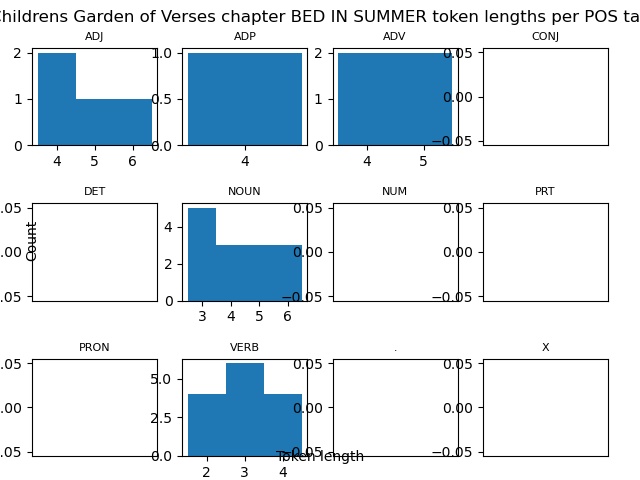 Childrens Garden of Verses chapter BED IN SUMMER token lengths per POS ta
ADJ ADP ADV CONJ
2 1.0 2 0.05
1 0.5 1 0.00
0 0.0 0 −0.05
4 5 6 4 4 5
DET NOUN NUM PRT
.05 4 0.05 0.05
.00 2 0.00 0.00
.05 0 −0.05 −0.05
3 4 5 6
Count
PRON VERB . X
.05 5.0 0.05 0.05
.00 2.5 0.00 0.00
.05 0.0 −0.05 −0.05
2 3 4
Token length